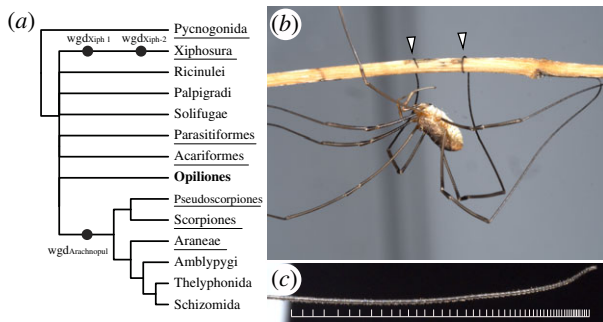 (a)
Pycnogonida
wgdXiph 1 wgdXiph-2
Xiphosura
Ricinulei
Palpigradi
Solifugae
Parasitiformes
Acariformes
Opiliones
Pseudoscorpiones
Scorpiones
wgdArachnopul
Araneae
Amblypygi
Thelyphonida
Schizomida
(b)
(c)